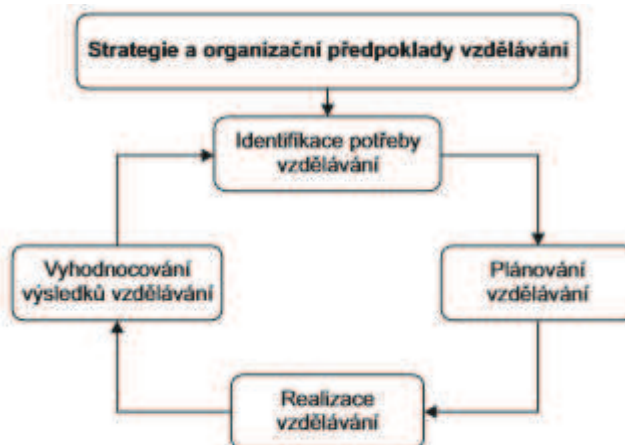 Strategie a organizační předpoklady vzdělávání
Identifikace potřeby
vzdělávání
Vyhodnocování
výsledků vzdělávání
Plánování
vzdělávání
Realizace
vzdělávání